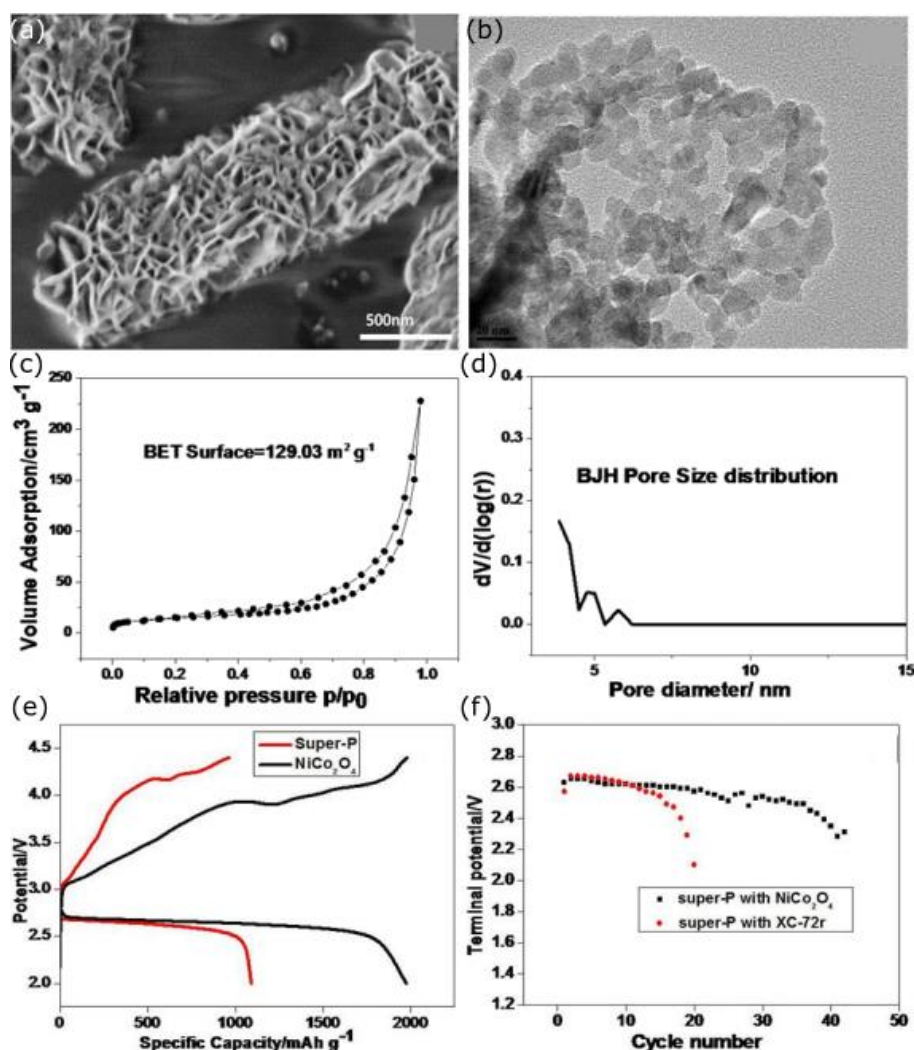 (a)
500nm
(b)
(c)
Volume Adsorption/cm³ g⁻¹
250
200
150
100
50
0
BET Surface=129.03 m² g⁻¹
0.0 0.2 0.4 0.6 0.8 1.0
Relative pressure p/p₀
(d)
dV/d(log(r))
0.4
0.3
0.2
0.1
0.0
BJH Pore Size distribution
5 10 15
Pore diameter/ nm
(e)
Potential/V
4.5
4.0
3.5
3.0
2.5
2.0
Super-P
NiCo₂O₄
0 500 1000 1500 2000
Specific Capacity/mAh g⁻¹
(f)
Terminal potential/V
3.0
2.8
2.6
2.4
2.2
2.0
1.8
1.6
1.4
1.2
super-P with NiCo₂O₄
super-P with XC-72r
0 10 20 30 40 50
Cycle number